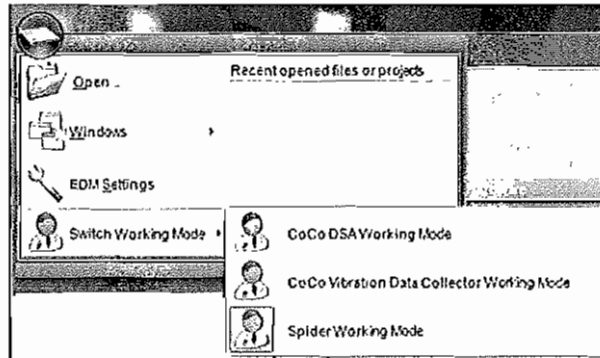 Open...
Recent opened files or projects
Windows
EDM Settings
Switch Working Mode
CoCo DSA Working Mode
CoCo Vibration Data Collector Working Mode
Spider Working Mode